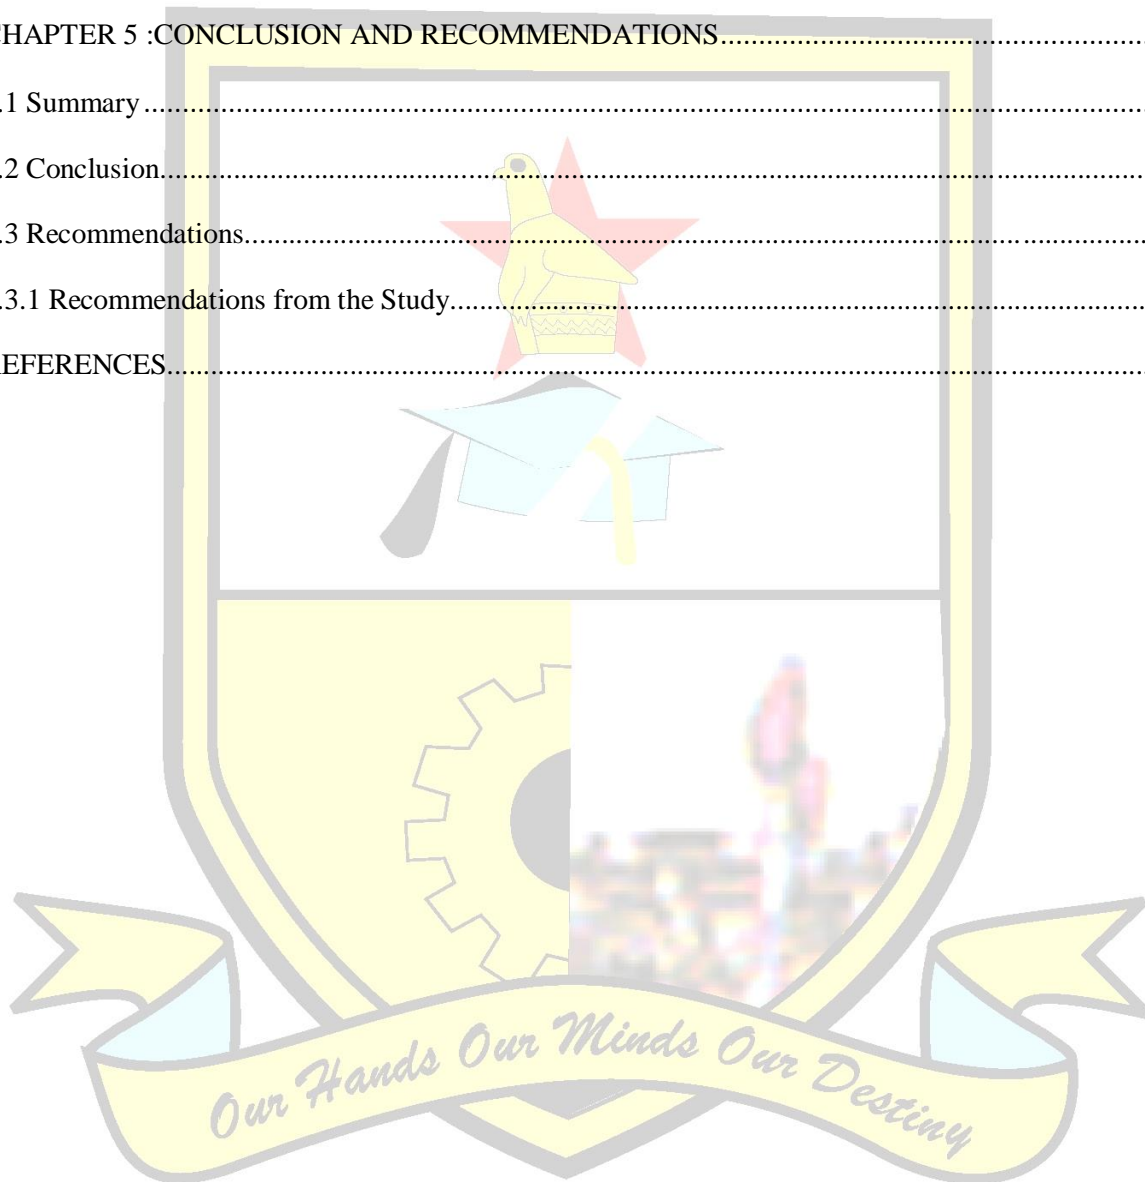 HAPTER 5 :CONCLUSION AND RECOMMENDATIONS
.1 Summary
.2 Conclusion
.3 Recommendations
.3.1 Recommendations from the Study
EFERENCES
Our Hands Our Minds Our Destiny